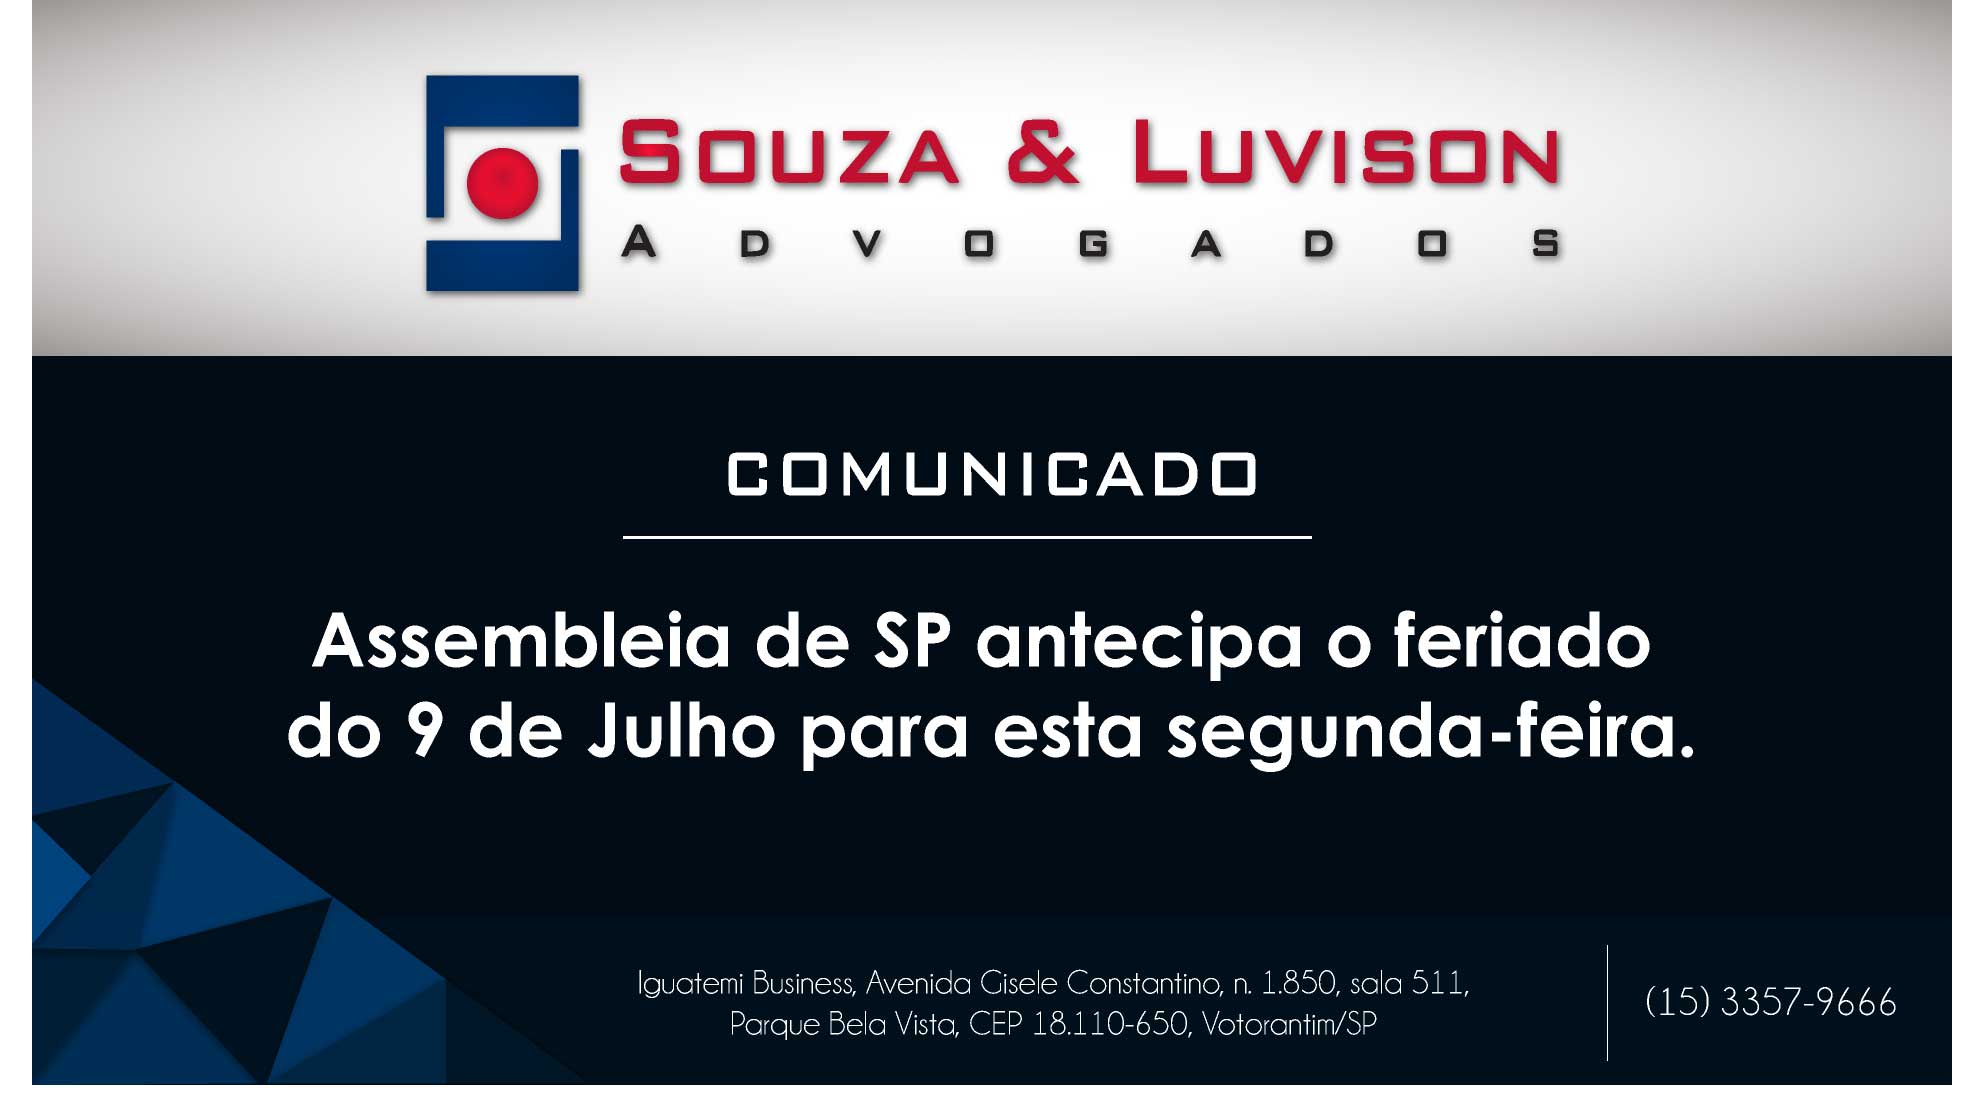 SOUZA & LUVISON
ADVOGADOS
COMUNICADO
Assembleia de SP antecipa o feriado
do 9 de Julho para esta segunda-feira.
Iguatemi Business, Avenida Gisele Constantino, n. 1.850, sala 511,
Parque Bela Vista, CEP 18.110-650, Votorantim/SP
(15) 3357-9666